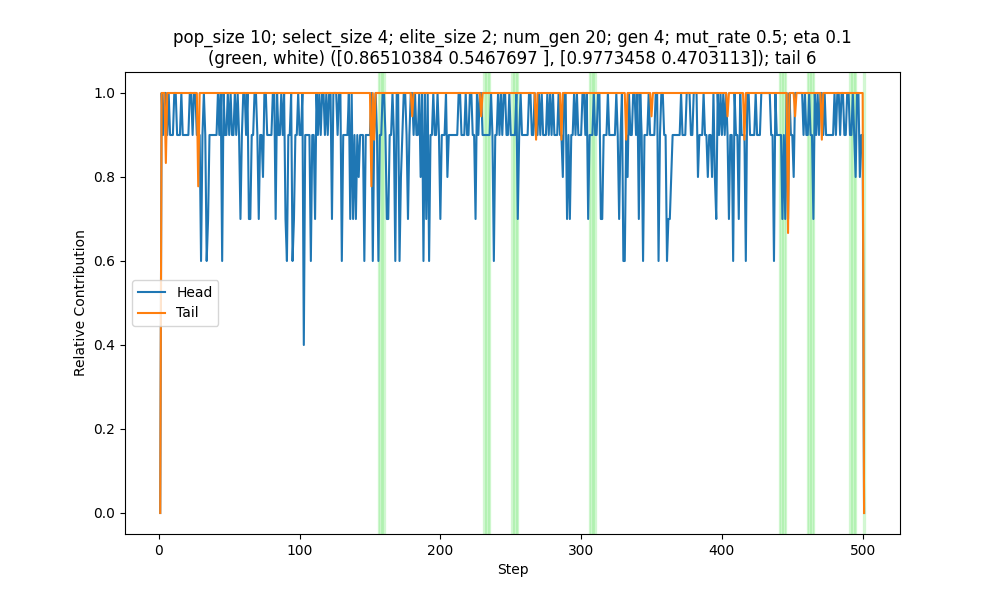 pop_size 10; select_size 4; elite_size 2; num_gen 20; gen 4; mut_rate 0.5; eta 0.1
(green, white) ([0.86510384 0.5467697 ], [0.9773458 0.4703113]); tail 6
1.0
0.8
0.6
0.4
0.2
0.0
Relative Contribution
Head
Tail
0
100
200
300
400
500
Step